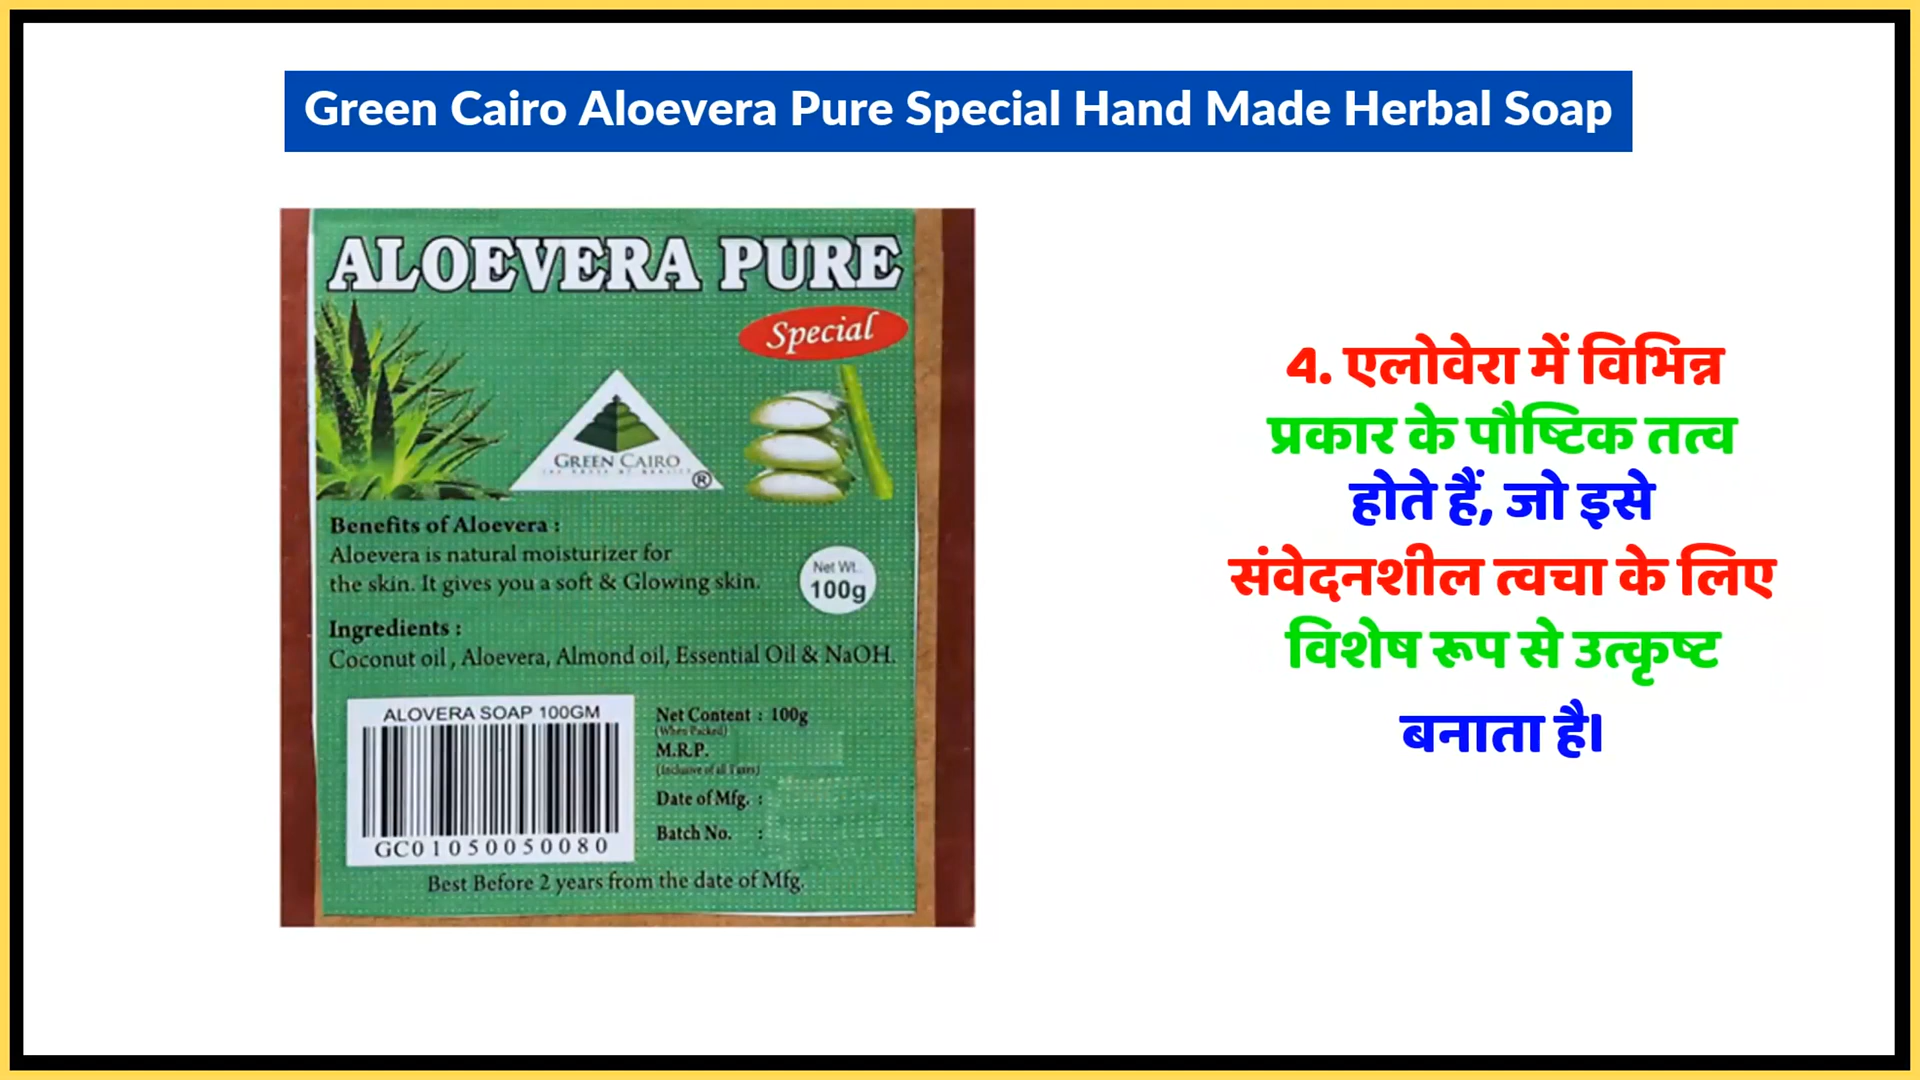 Green Cairo Aloevera Pure Special Hand Made Herbal Soap
ALOEVERA PURE
Special
GREEN CAIRO
®
Benefits of Aloevera :
Aloevera is natural moisturizer for
the skin. It gives you a soft & Glowing skin.
Net Wt.
100g
Ingredients :
Coconut oil , Aloevera, Almond oil, Essential Oil & NaOH.
ALOVERA SOAP 100GM
GC01050050080
Net Content : 100g
(When Packed)
M.R.P.
(Inclusive of all Taxes)
Date of Mfg. :
Batch No. :
Best Before 2 years from the date of Mfg.
4. एलोवेरा में विभिन्न
प्रकार के पौष्टिक तत्व
होते हैं, जो इसे
संवेदनशील त्वचा के लिए
विशेष रूप से उत्कृष्ट
बनाता है।